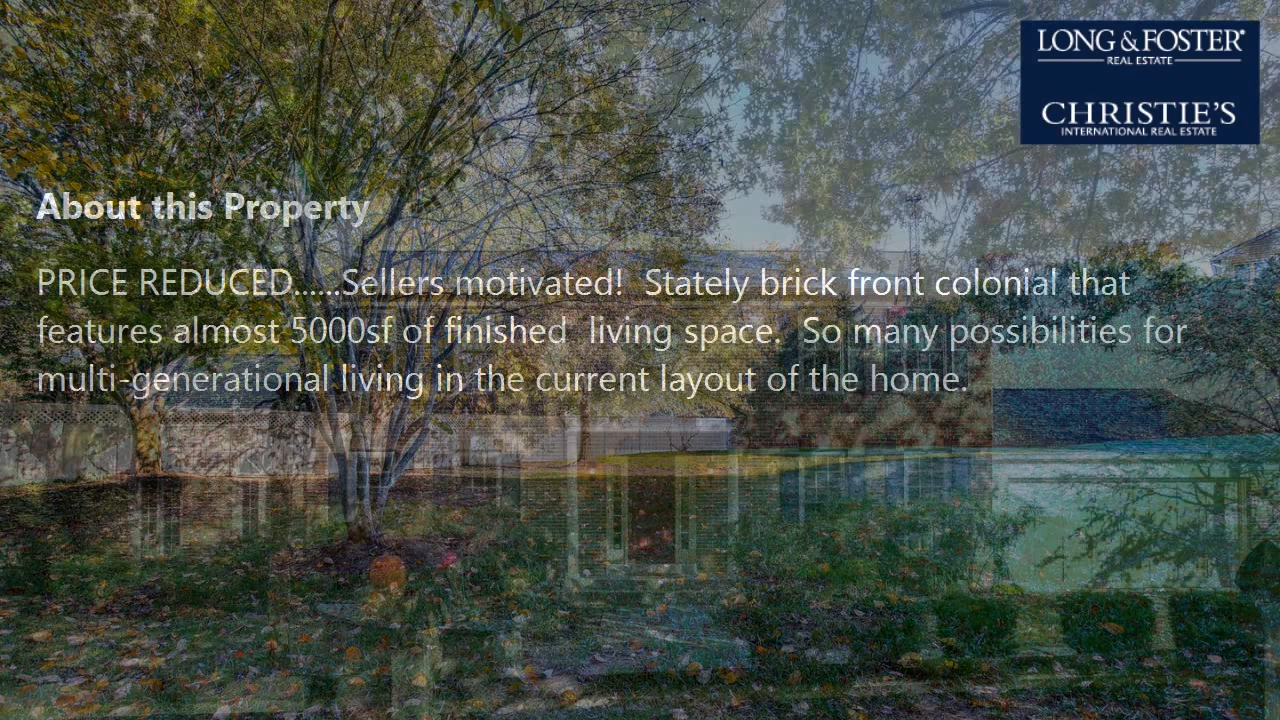 LONG & FOSTER®
REAL ESTATE
CHRISTIE'S
INTERNATIONAL REAL ESTATE
About this Property
PRICE REDUCED......Sellers motivated!  Stately brick front colonial that
features almost 5000sf of finished  living space.  So many possibilities for
multi-generational living in the current layout of the home.